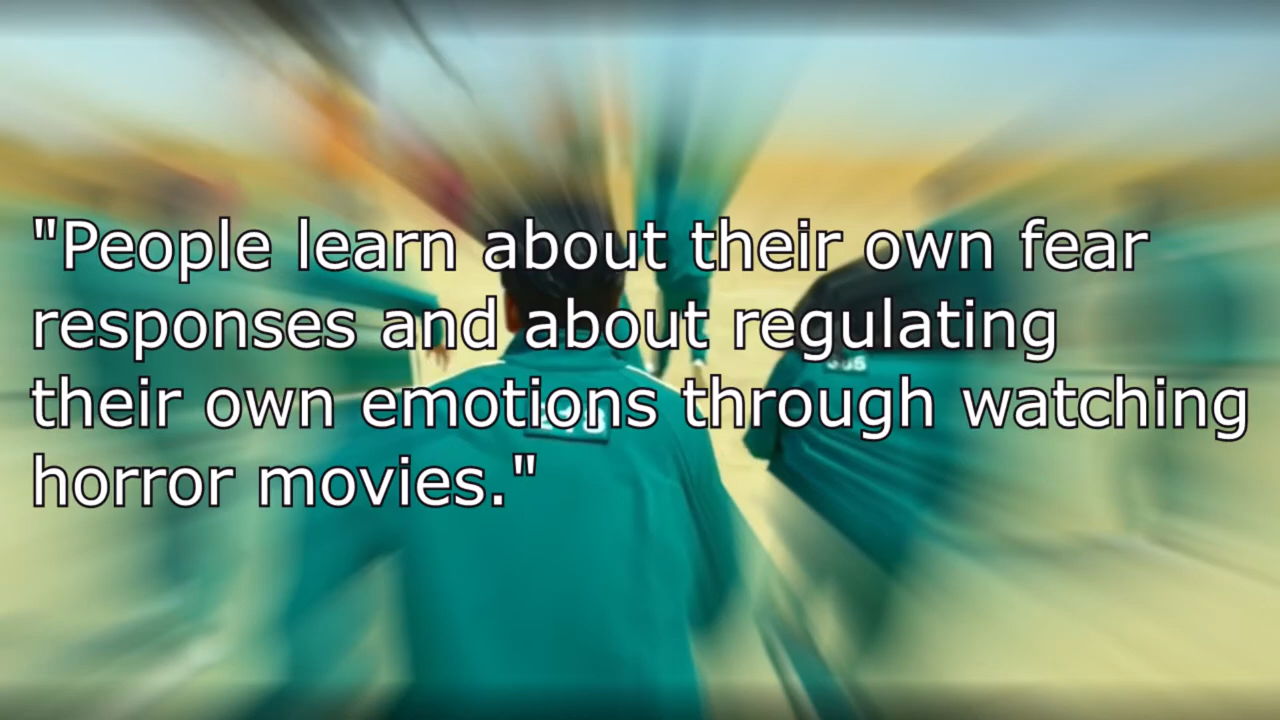 "People learn about their own fear
responses and about regulating
their own emotions through watching
horror movies."